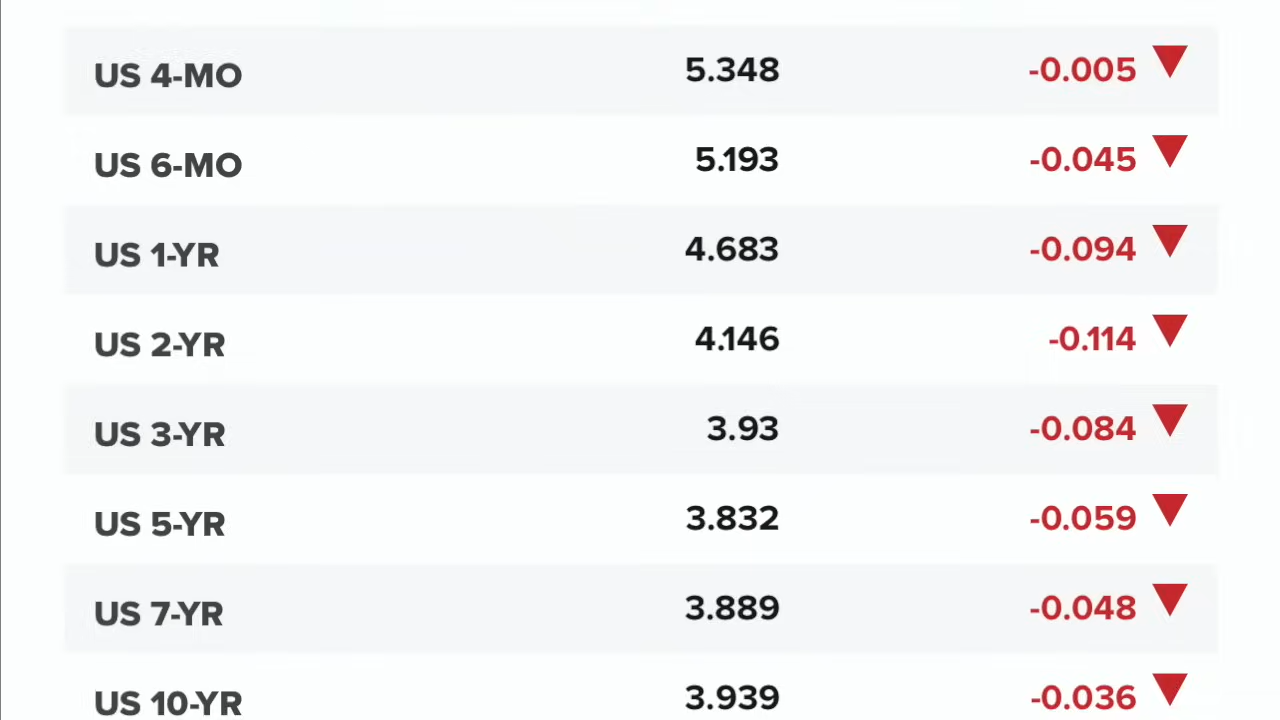 US 4-MO 5.348 -0.005
US 6-MO 5.193 -0.045
US 1-YR 4.683 -0.094
US 2-YR 4.146 -0.114
US 3-YR 3.93 -0.084
US 5-YR 3.832 -0.059
US 7-YR 3.889 -0.048
US 10-YR 3.939 -0.036